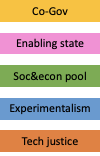 Co-Gov
Enabling state
Soc&econ pool
Experimentalism
Tech justice